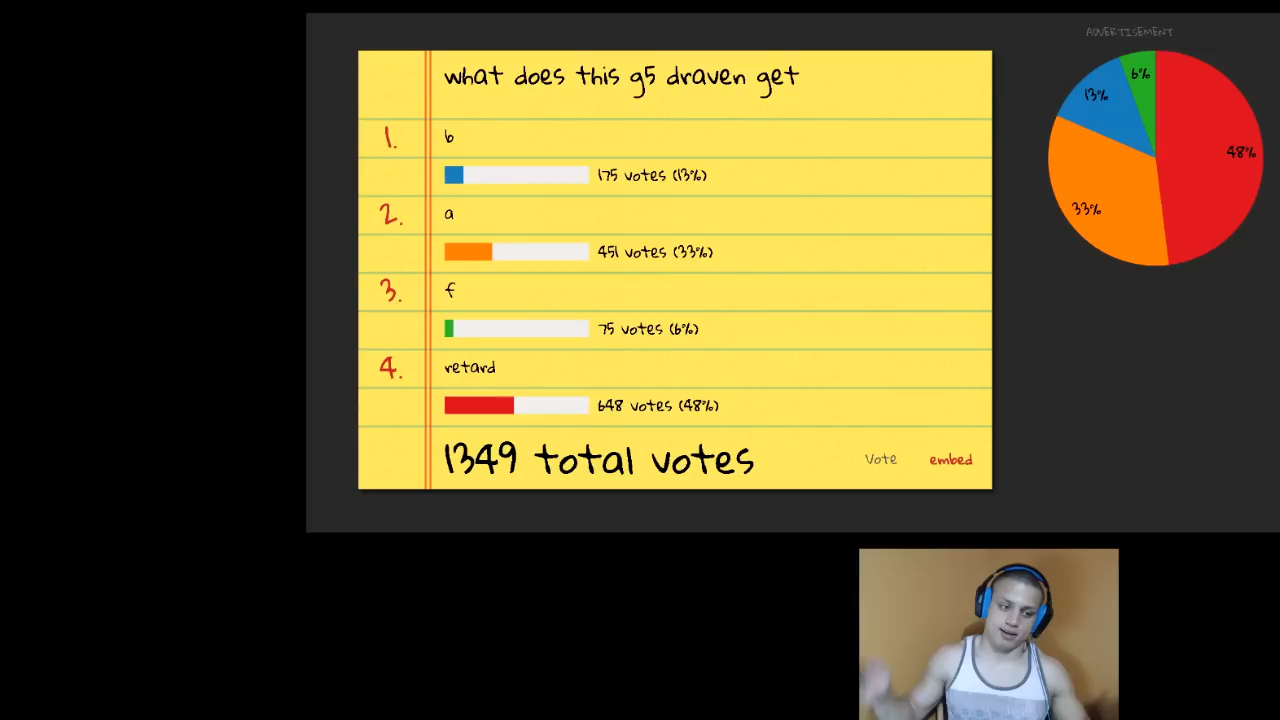 ADVERTISEMENT
what does this g5 draven get
1. b
175 votes (13%)
2. a
451 votes (33%)
3. f
75 votes (6%)
4. retard
648 votes (48%)
1349 total votes
Vote embed
6%
13%
48%
33%